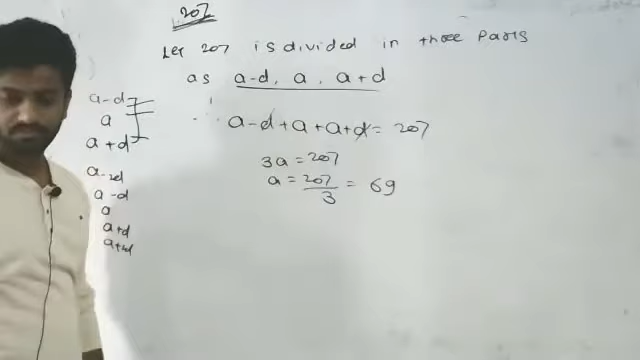 207
Let 207 is divided in three parts
as a-d, a, a+d
∴ a-d+a+a+d=207
3a=207
a = 207/3 = 69
a-d
a
a+d
a-2d
a-d
a
a+d
a+2d